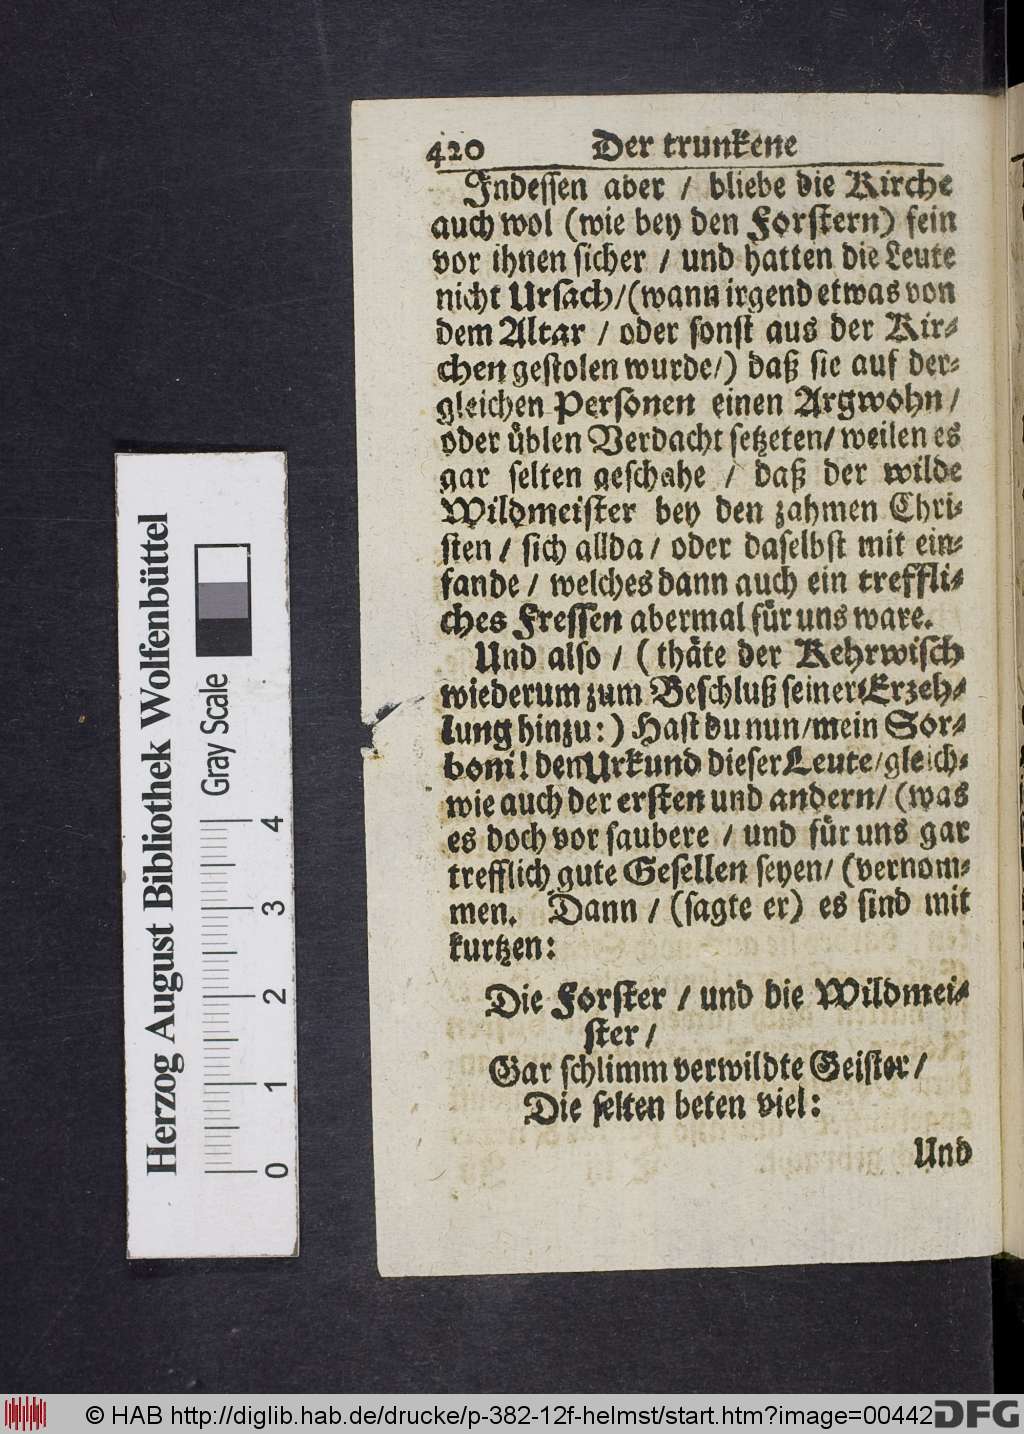 420 Der trunkene
Indessen aber / bliebe die Kirche
auch wol (wie bey den Forstern) sein
vor ihnen sicher / und hatten die Leute
nicht Ursach/(wann irgend etwas von
dem Altar / oder sonst aus der Kir-
chen gestolen wurde/) daß sie auf der-
gleichen Personen einen Argwohn /
oder üblen Verdacht setzeten/ weilen es
gar selten geschahe / daß der wilde
Wildmeister bey den zahmen Chri-
sten / sich allda / oder daselbst mit ein-
fande / welches dann auch ein treffli-
ches Fressen abermal für uns ware.
Und also / (thäte der Kehrwisch
wiederum zum Beschluß seiner Erzeh-
lung hinzu:) Hast du nun/mein Sor-
boni! den Urkund dieser Leute/gleich-
wie auch der ersten und andern/ (was
es doch vor saubere / und für uns gar
trefflich gute Gesellen seyen/ (vernom-
men. Dann / (sagte er) es sind mit
kurtzen:
Die Forster / und die Wildmei-
ster /
Gar schlimm verwildte Geister /
Die selten beten viel:
Und
Herzog August Bibliothek Wolfenbüttel
Gray Scale
0 1 2 3 4
© HAB http://diglib.hab.de/drucke/p-382-12f-helmst/start.htm?image=00442
DFG